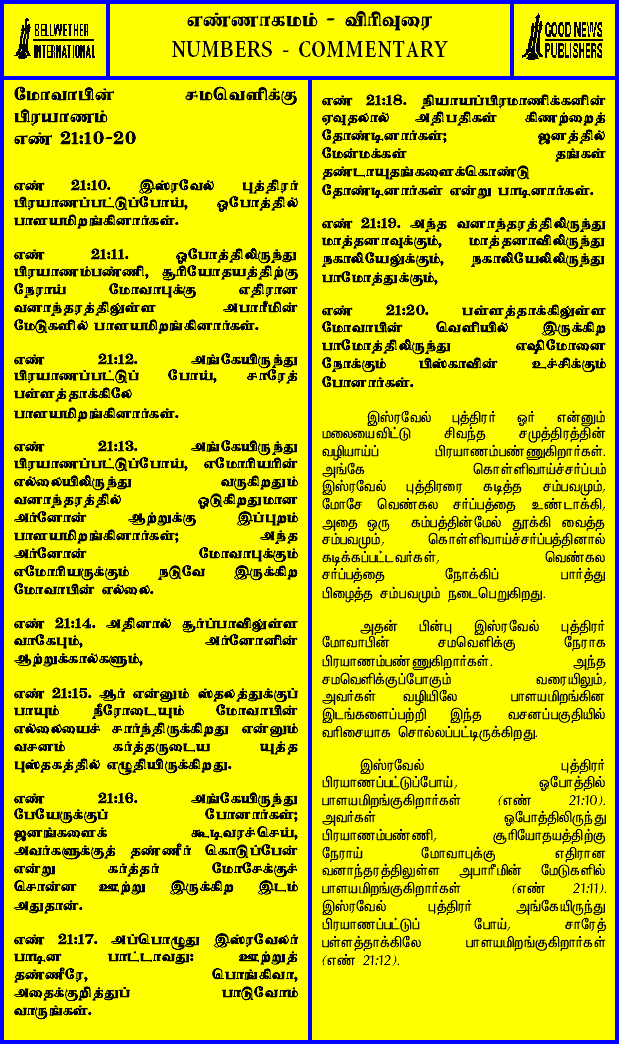 BELLWETHER
INTERNATIONAL
எண்ணாகமம் - விரிவுரை
NUMBERS - COMMENTARY
GOOD NEWS
PUBLISHERS
மோவாபின் சமவெளிக்கு
பிரயாணம்
எண் 21:10-20
எண் 21:10. இஸ்ரவேல் புத்திரர்
பிரயாணப்பட்டுப்போய், ஓபோத்தில்
பாளயமிறங்கினார்கள்.
எண் 21:11. ஓபோத்திலிருந்து
பிரயாணம்பண்ணி, சூரியோதயத்திற்கு
நேராய் மோவாபுக்கு எதிரான
வனாந்தரத்திலுள்ள அபாரீமின்
மேடுகளில் பாளயமிறங்கினார்கள்.
எண் 21:12. அங்கேயிருந்து
பிரயாணப்பட்டுப் போய், சாரேத்
பள்ளத்தாக்கிலே
பாளயமிறங்கினார்கள்.
எண் 21:13. அங்கேயிருந்து
பிரயாணப்பட்டுப்போய், எமோரியரின்
எல்லையிலிருந்து வருகிறதும்
வனாந்தரத்தில் ஓடுகிறதுமான
அர்னோன் ஆற்றுக்கு இப்புறம்
பாளயமிறங்கினார்கள்; அந்த
அர்னோன் மோவாபுக்கும்
எமோரியருக்கும் நடுவே இருக்கிற
மோவாபின் எல்லை.
எண் 21:14. அதினால் சூர்ப்பாவிலுள்ள
வாகேபும், அர்னோனின்
ஆற்றுக்கால்களும்,
எண் 21:15. ஆர் என்னும் ஸ்தலத்துக்குப்
பாயும் நீரோடையும் மோவாபின்
எல்லையைச் சார்ந்திருக்கிறது என்னும்
வசனம் கர்த்தருடைய யுத்த
புஸ்தகத்தில் எழுதியிருக்கிறது.
எண் 21:16. அங்கேயிருந்து
பேயேருக்குப் போனார்கள்;
ஜனங்களைக் கூடிவரச்செய்,
அவர்களுக்குத் தண்ணீர் கொடுப்பேன்
என்று கர்த்தர் மோசேக்குச்
சொன்ன ஊற்று இருக்கிற இடம்
அதுதான்.
எண் 21:17. அப்பொழுது இஸ்ரவேலர்
பாடின பாட்டாவது: ஊற்றுத்
தண்ணீரே, பொங்கிவா,
அதைக்குறித்துப் பாடுவோம்
வாருங்கள்.
எண் 21:18. நியாயப்பிரமாணிக்களின்
ஏவுதலால் அதிபதிகள் கிணற்றைத்
தோண்டினார்கள்; ஜனத்தில்
மேன்மக்கள் தங்கள்
தண்டாயுதங்களைக்கொண்டு
தோண்டினார்கள் என்று பாடினார்கள்.
எண் 21:19. அந்த வனாந்தரத்திலிருந்து
மாத்தனாவுக்கும், மாத்தனாவிலிருந்து
நகாலியேலுக்கும், நகாலியேலிலிருந்து
பாமோத்துக்கும்,
எண் 21:20. பள்ளத்தாக்கிலுள்ள
மோவாபின் வெளியில் இருக்கிற
பாமோத்திலிருந்து எஷிமோனை
நோக்கும் பிஸ்காவின் உச்சிக்கும்
போனார்கள்.
இஸ்ரவேல் புத்திரர் ஓர் என்னும்
மலையைவிட்டு சிவந்த சமுத்திரத்தின்
வழியாய்ப் பிரயாணம்பண்ணுகிறார்கள்.
அங்கே கொள்ளிவாய்ச்சர்ப்பம்
இஸ்ரவேல் புத்திரரை கடித்த சம்பவமும்,
மோசே வெண்கல சர்ப்பத்தை உண்டாக்கி,
அதை ஒரு கம்பத்தின்மேல் தூக்கி வைத்த
சம்பவமும், கொள்ளிவாய்ச்சர்ப்பத்தினால்
கடிக்கப்பட்டவர்கள், வெண்கல
சர்ப்பத்தை நோக்கிப் பார்த்து
பிழைத்த சம்பவமும் நடைபெறுகிறது.
அதன் பின்பு இஸ்ரவேல் புத்திரர்
மோவாபின் சமவெளிக்கு நேராக
பிரயாணம்பண்ணுகிறார்கள். அந்த
சமவெளிக்குப்போகும் வரையிலும்,
அவர்கள் வழியிலே பாளயமிறங்கின
இடங்களைப்பற்றி இந்த வசனப்பகுதியில்
வரிசையாக சொல்லப்பட்டிருக்கிறது.
இஸ்ரவேல் புத்திரர்
பிரயாணப்பட்டுப்போய், ஓபோத்தில்
பாளயமிறங்குகிறார்கள் (எண் 21:10).
அவர்கள் ஓபோத்திலிருந்து
பிரயாணம்பண்ணி, சூரியோதயத்திற்கு
நேராய் மோவாபுக்கு எதிரான
வனாந்தரத்திலுள்ள அபாரீமின் மேடுகளில்
பாளயமிறங்குகிறார்கள் (எண் 21:11).
இஸ்ரவேல் புத்திரர் அங்கேயிருந்து
பிரயாணப்பட்டுப் போய், சாரேத்
பள்ளத்தாக்கிலே பாளயமிறங்குகிறார்கள்
(எண் 21:12).